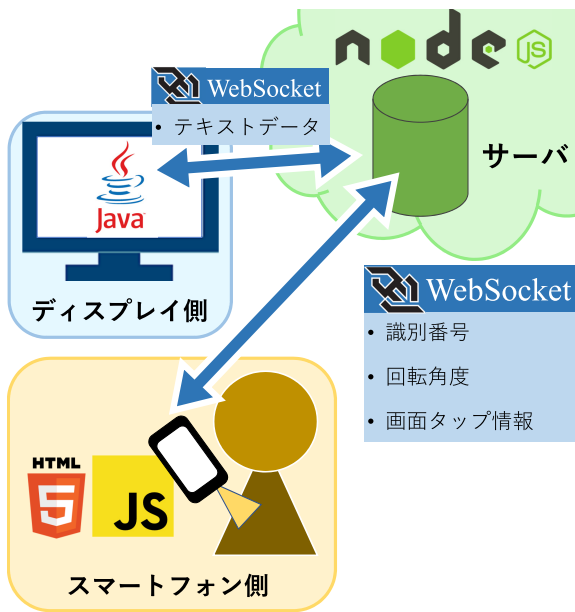 node
JS
WebSocket
• テキストデータ
サーバ
Java
ディスプレイ側
WebSocket
• 識別番号
• 回転角度
• 画面タップ情報
HTML
5
JS
スマートフォン側